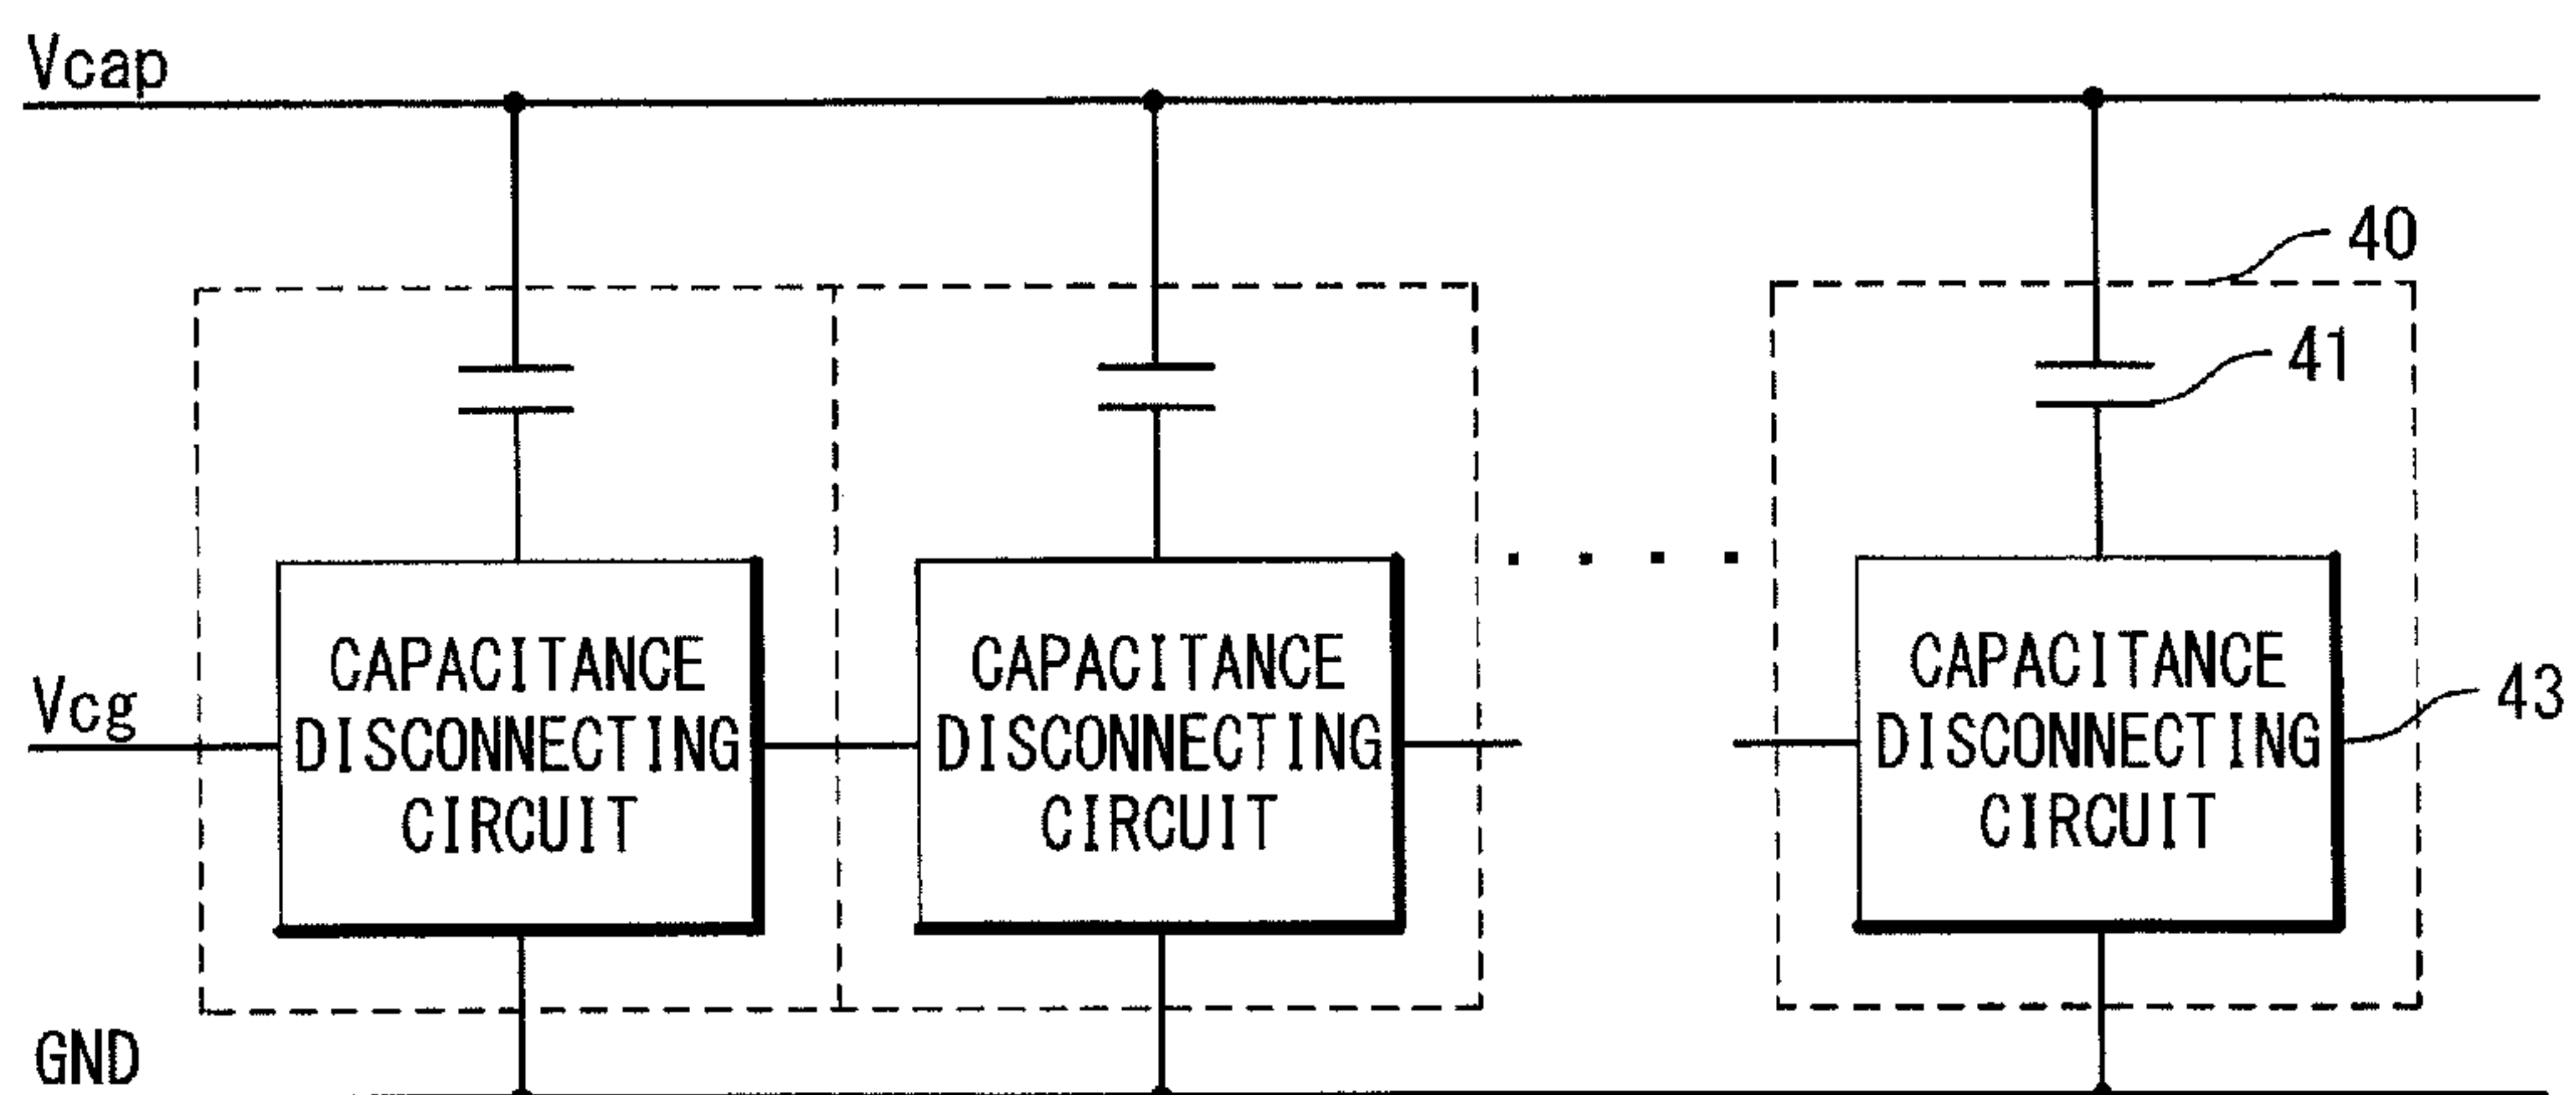 Vcap
40
41
CAPACITANCE
DISCONNECTING
CIRCUIT
CAPACITANCE
DISCONNECTING
CIRCUIT
CAPACITANCE
DISCONNECTING
CIRCUIT
Vcg
43
GND